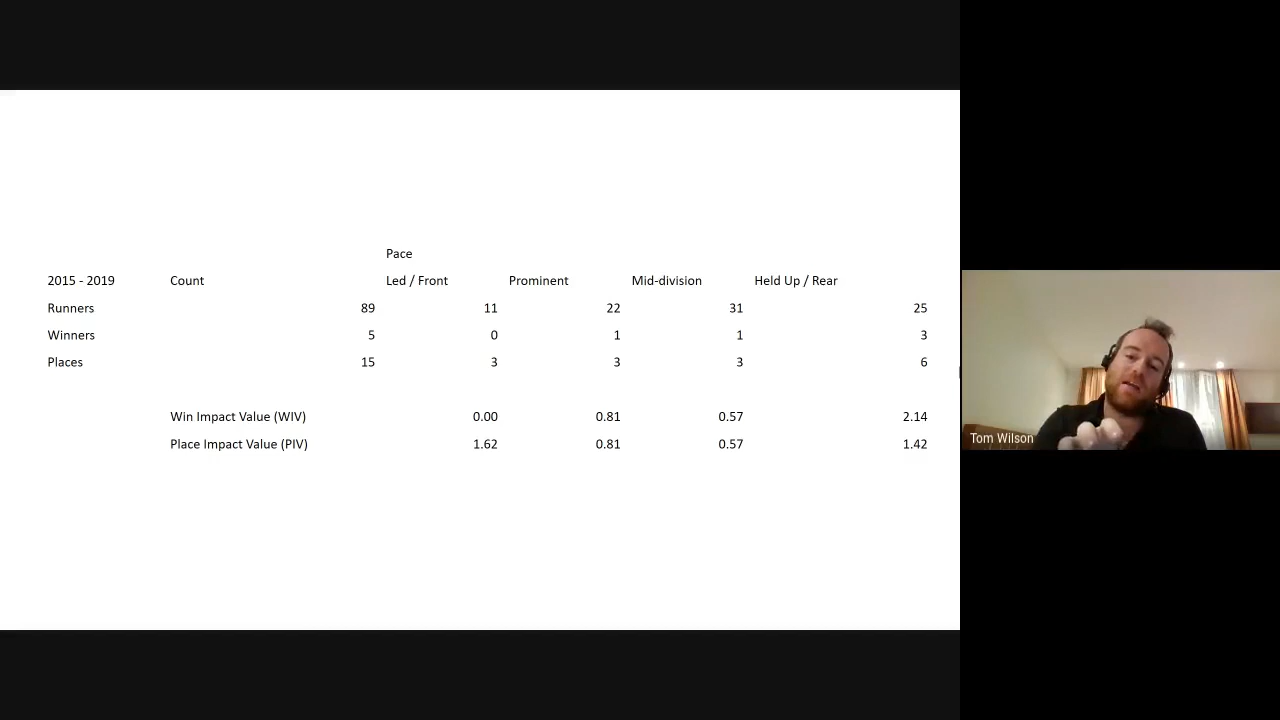 Pace
2015 - 2019 Count Led / Front Prominent Mid-division Held Up / Rear
Runners 89 11 22 31 25
Winners 5 0 1 1 3
Places 15 3 3 3 6
Win Impact Value (WIV) 0.00 0.81 0.57 2.14
Place Impact Value (PIV) 1.62 0.81 0.57 1.42
Tom Wilson